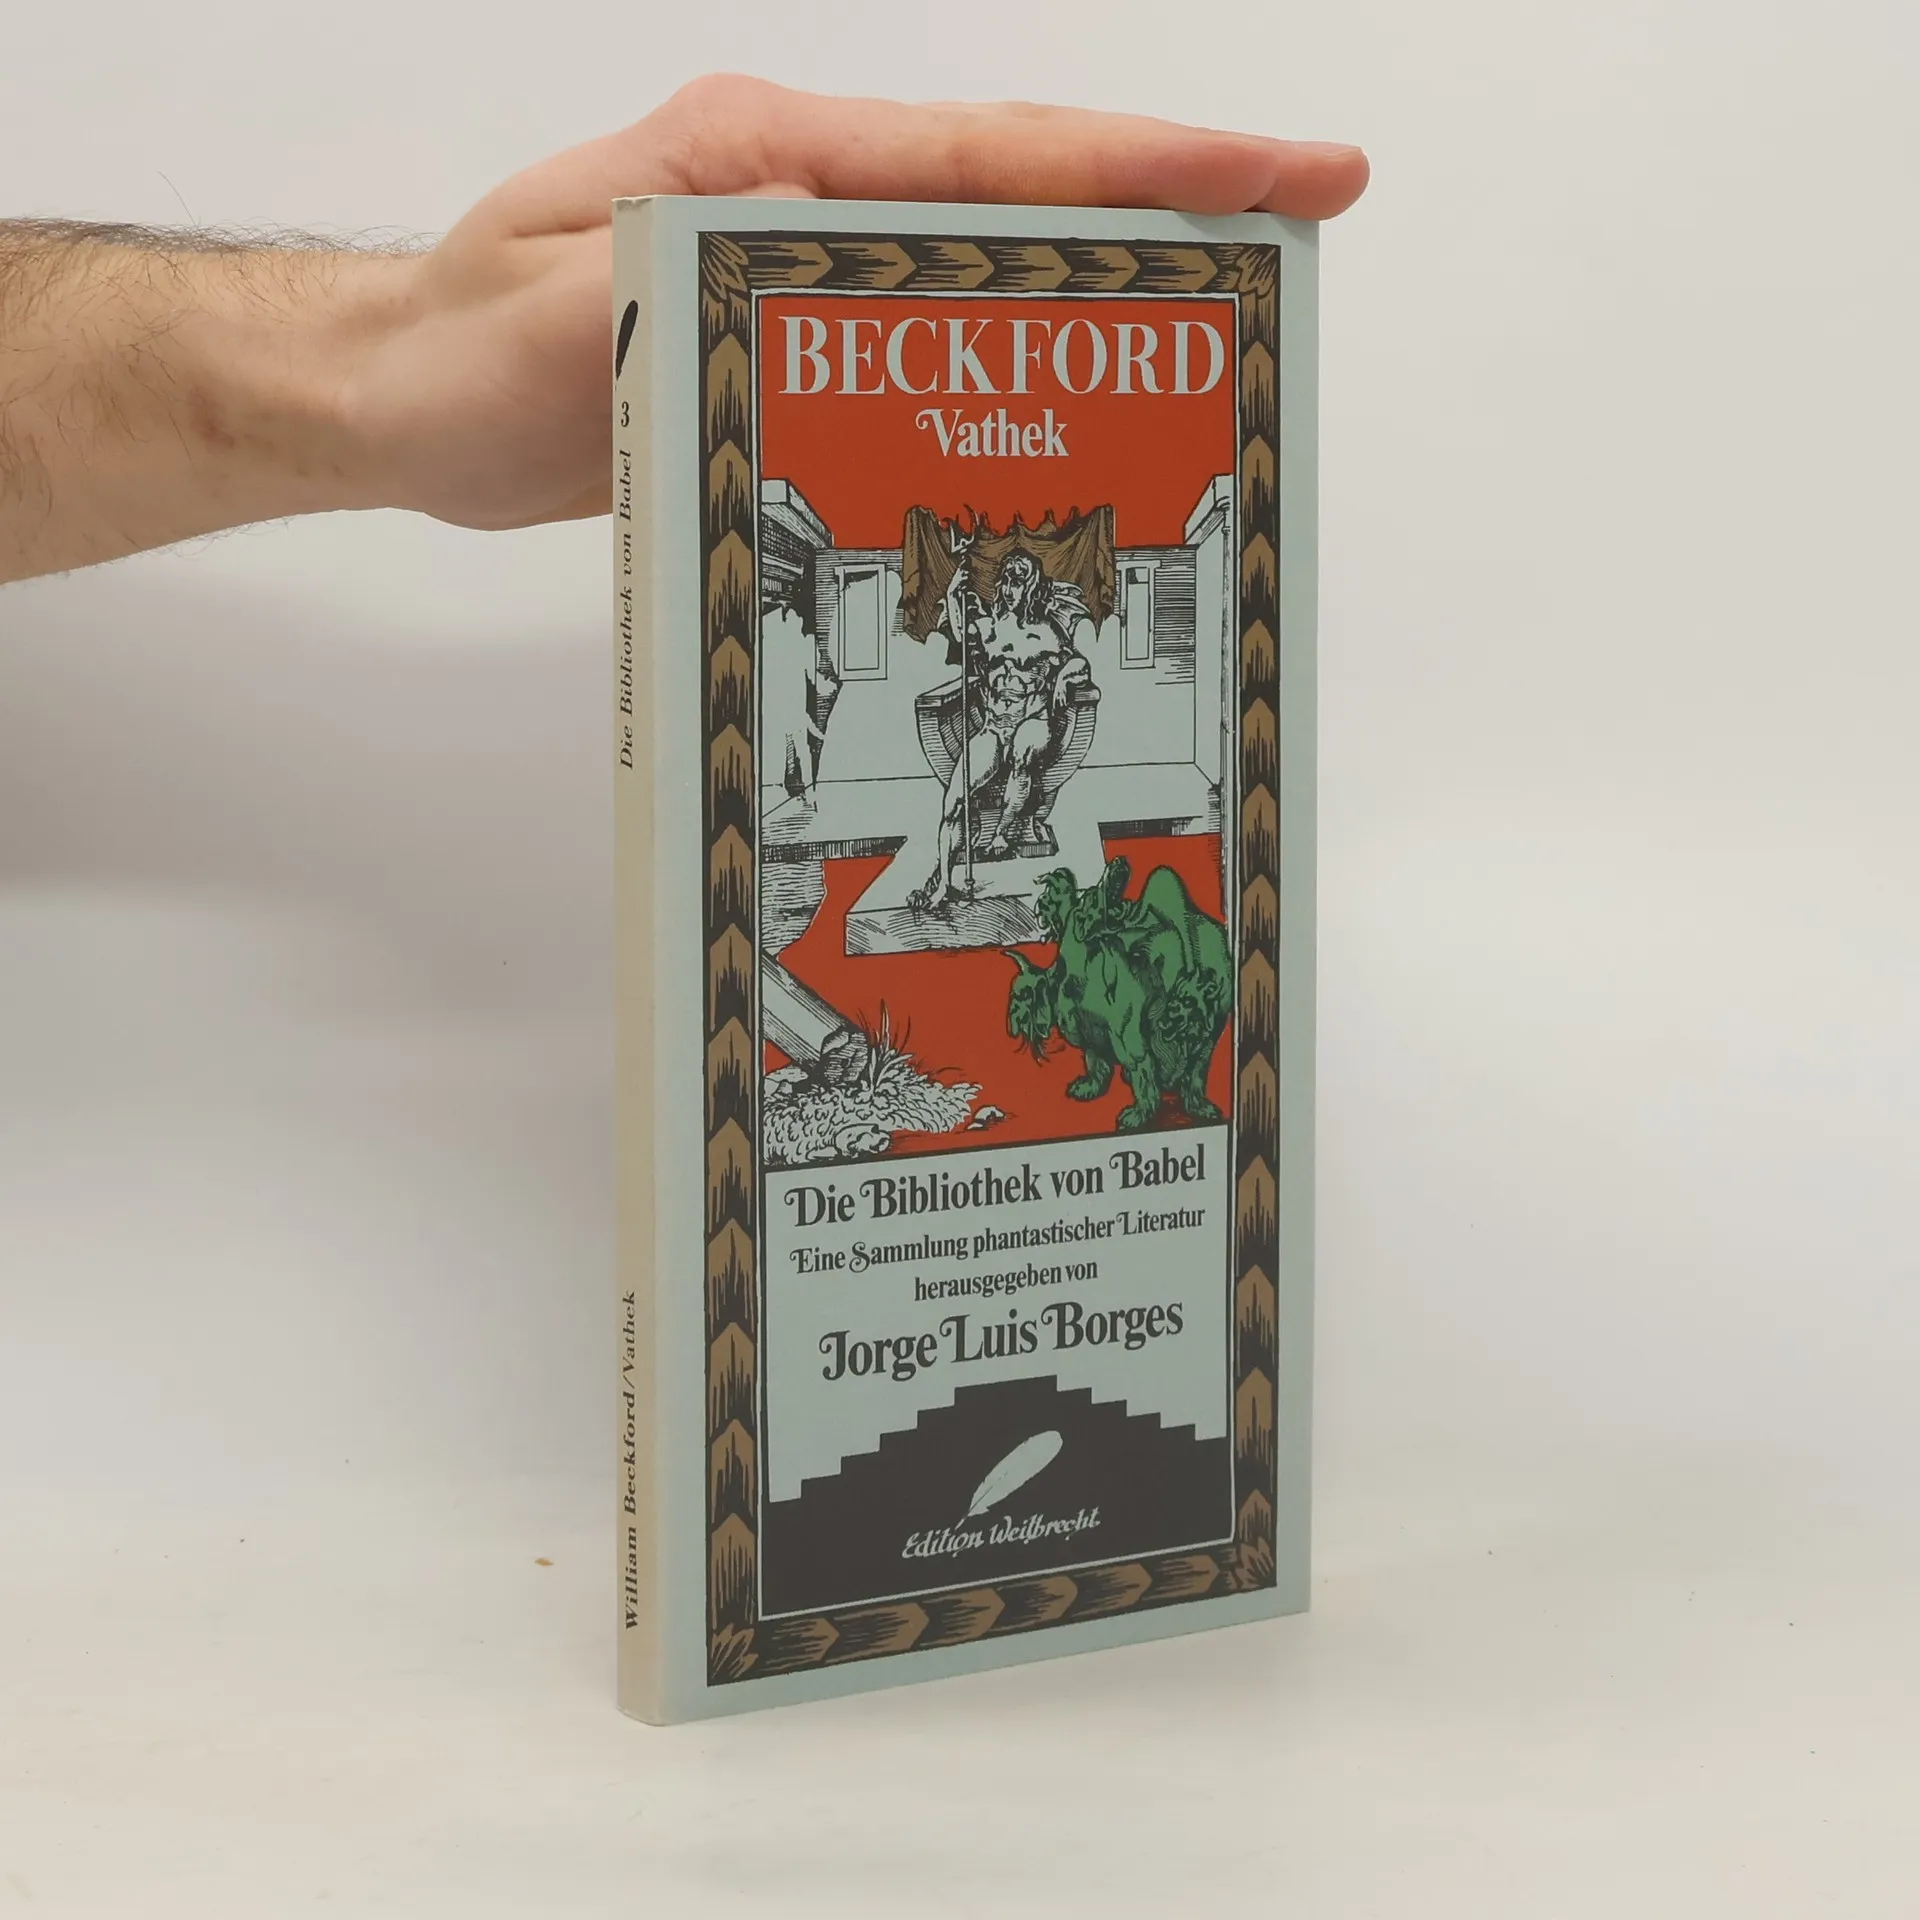 BECKFORD
Vathek
Die Bibliothek von Babel
Eine Sammlung phantastischer Literatur
herausgegeben von
Jorge Luis Borges
Edition Weitbrecht
William Beckford/Vathek
Die Bibliothek von Babel 3